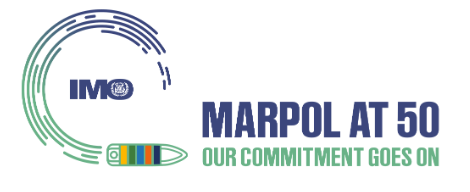 IMO
MARPOL AT 50
OUR COMMITMENT GOES ON